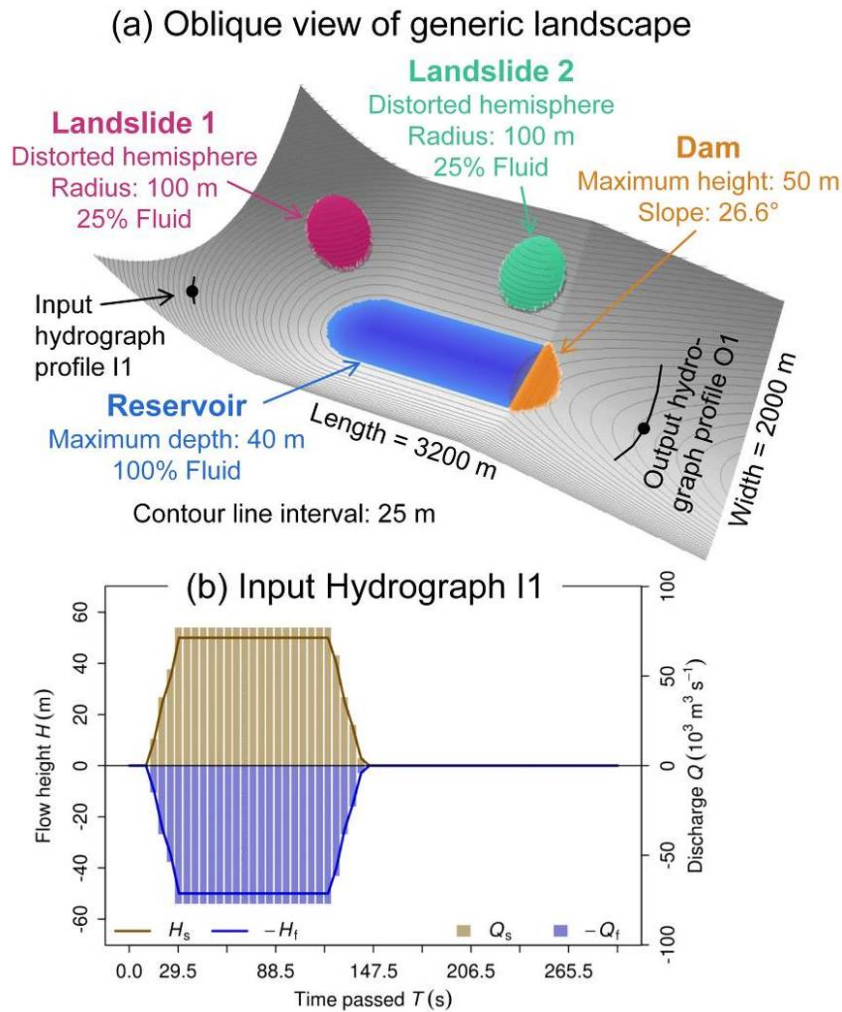 (a) Oblique view of generic landscape
Landslide 1
Distorted hemisphere
Radius: 100 m
25% Fluid
Landslide 2
Distorted hemisphere
Radius: 100 m
25% Fluid
Dam
Maximum height: 50 m
Slope: 26.6°
Input
hydrograph
profile I1
Reservoir
Maximum depth: 40 m
100% Fluid
Length = 3200 m
Output hydro-
graph profile O1
Width = 2000 m
Contour line interval: 25 m
(b) Input Hydrograph I1
Flow height H (m)
60
40
20
0
-20
-40
-60
100
50
0
-50
-100
Discharge Q (10³ m³ s⁻¹)
Hs
−Hf
Qs
−Qf
0.0 29.5 88.5 147.5 206.5 265.5
Time passed T (s)